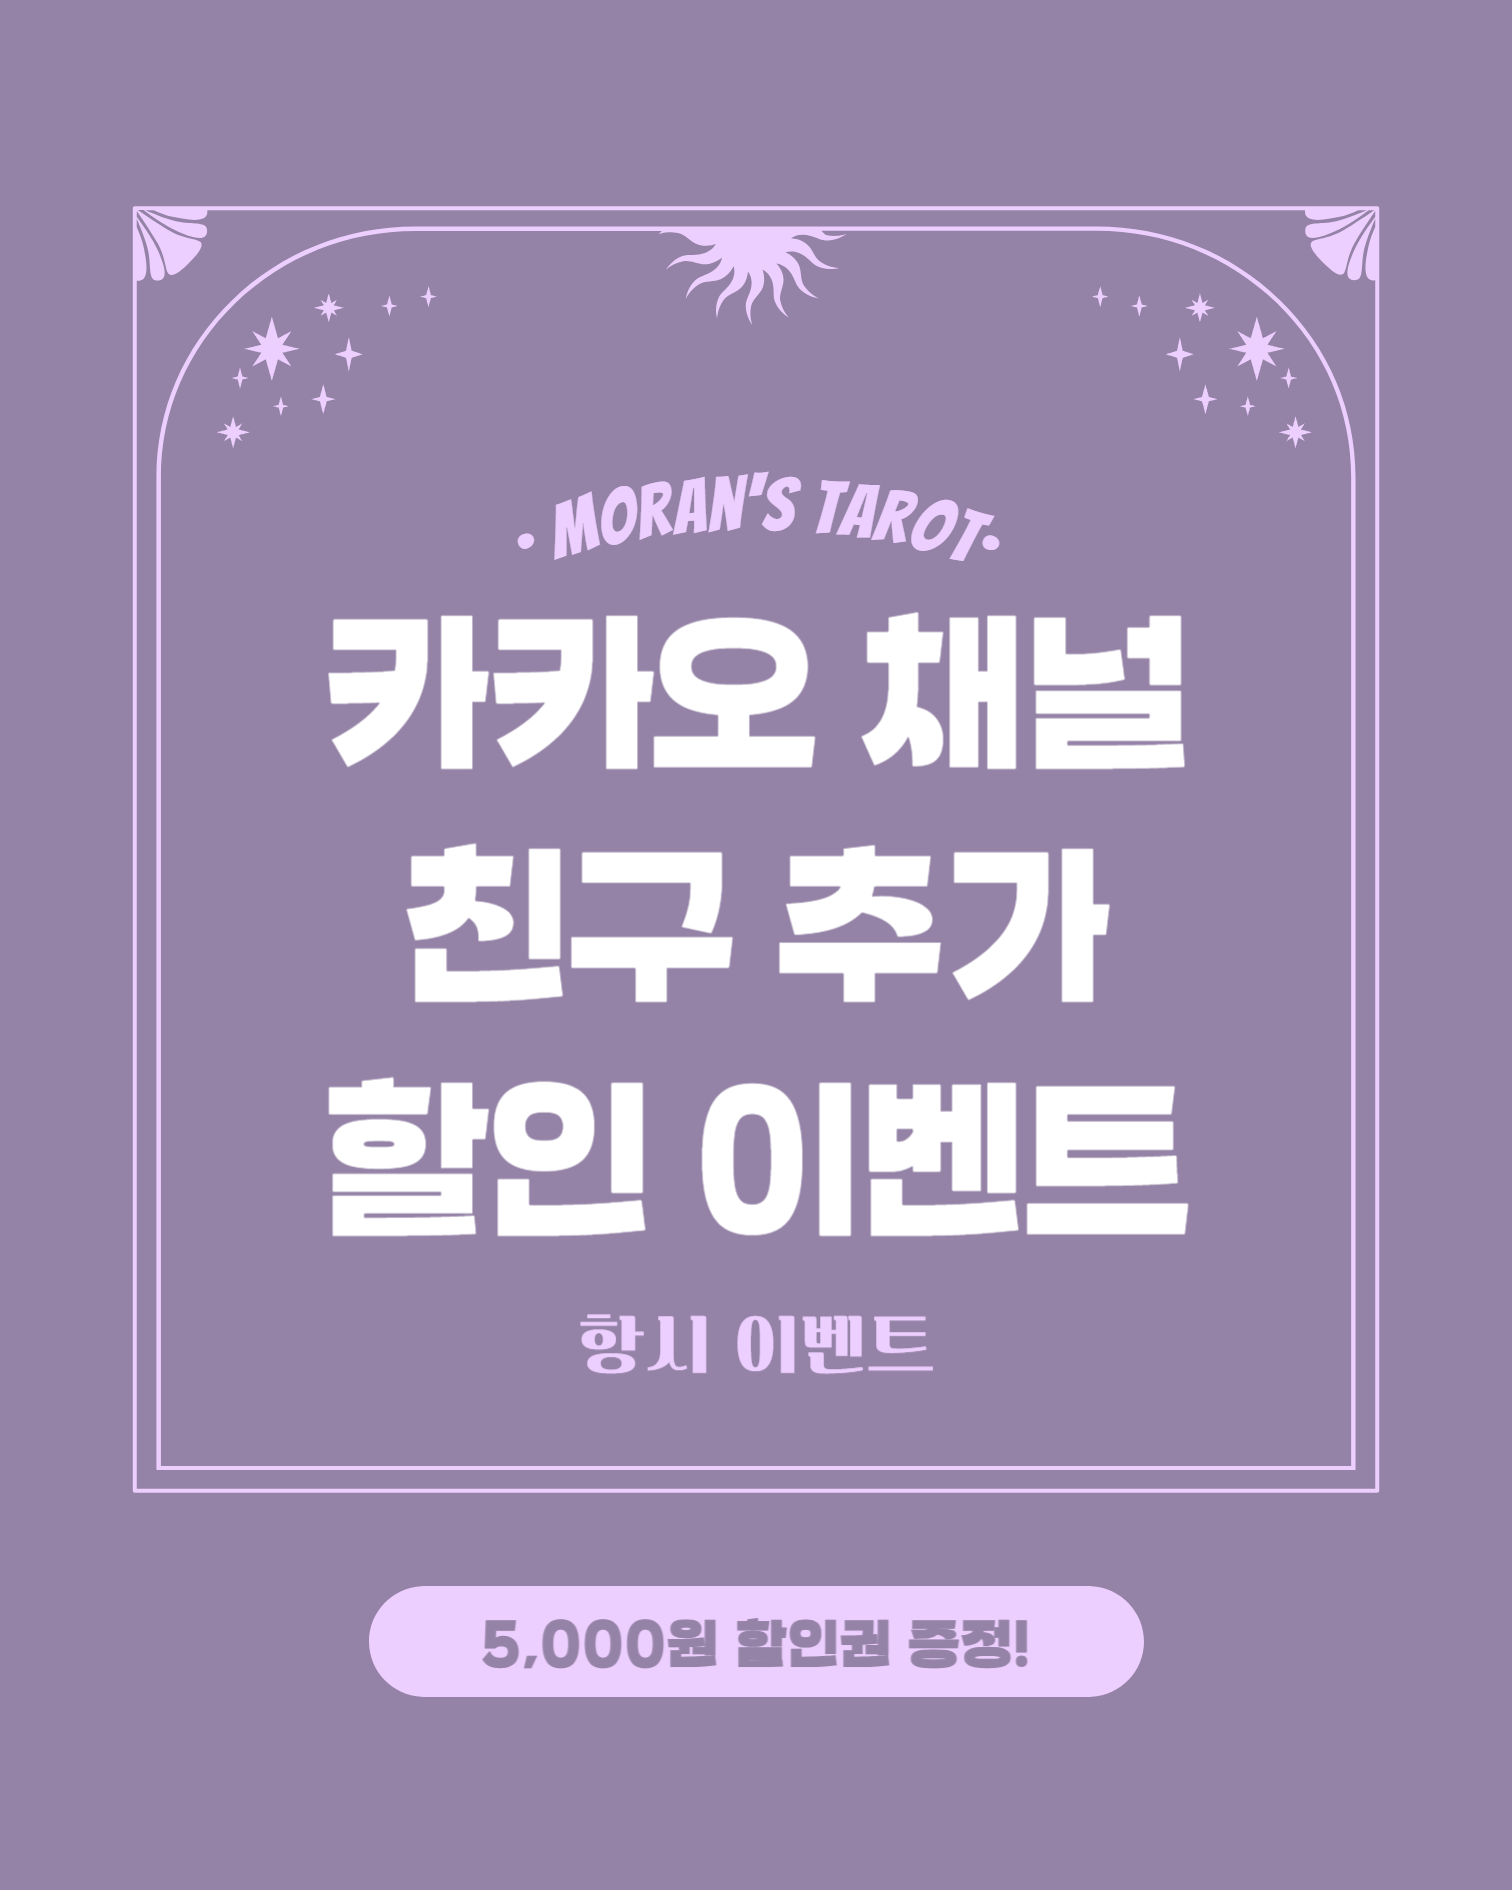 • MORAN'S TAROT •
카카오 채널
친구 추가
할인 이벤트
항시 이벤트
5,000원 할인권 증정!